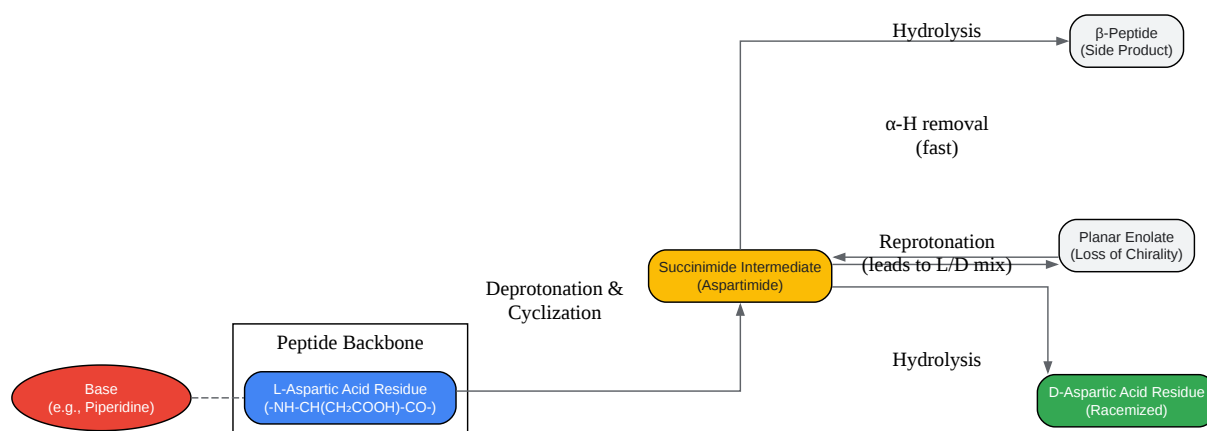 Hydrolysis
β-Peptide
(Side Product)
α-H removal
(fast)
Reprotonation
(leads to L/D mix)
Planar Enolate
(Loss of Chirality)
Succinimide Intermediate
(Aspartimide)
Deprotonation &
Cyclization
Peptide Backbone
Hydrolysis
Base
(e.g., Piperidine)
L-Aspartic Acid Residue
(-NH-CH(CH₂COOH)-CO-)
D-Aspartic Acid Residue
(Racemized)